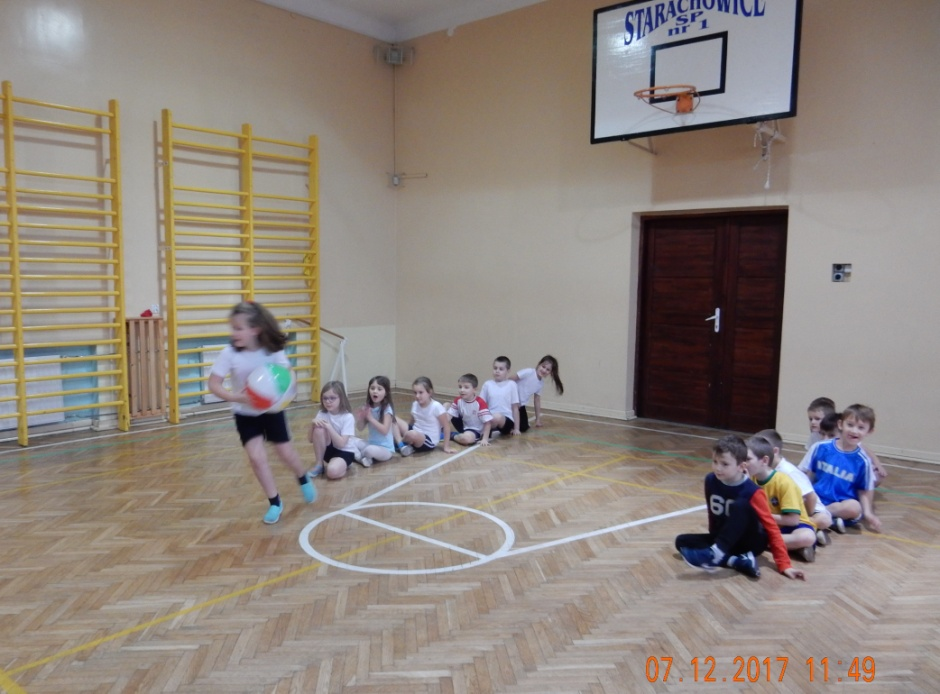 STARACHOWICE
SP
nr 1
60
ITALIA
07.12.2017 11:49